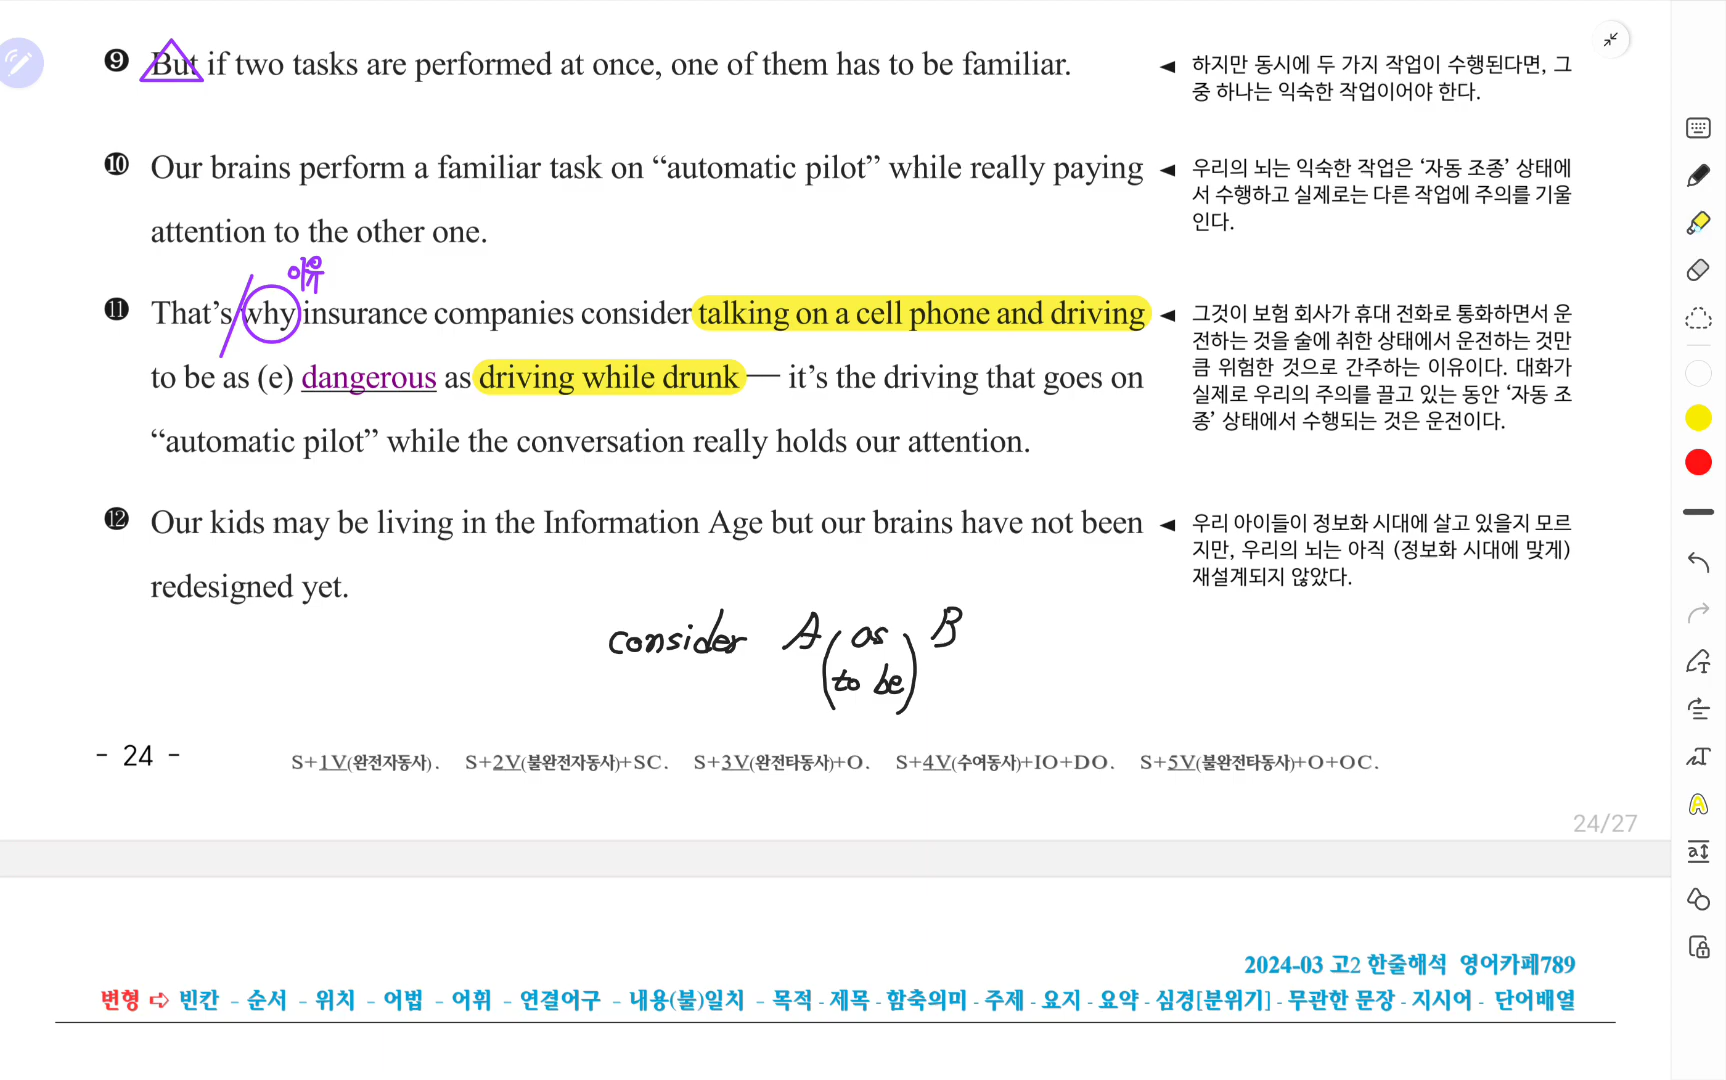 ❾ But if two tasks are performed at once, one of them has to be familiar.
◄ 하지만 동시에 두 가지 작업이 수행된다면, 그
중 하나는 익숙한 작업이어야 한다.
❿ Our brains perform a familiar task on “automatic pilot” while really paying
attention to the other one.
◄ 우리의 뇌는 익숙한 작업은 ‘자동 조종’ 상태에
서 수행하고 실제로는 다른 작업에 주의를 기울
인다.
이유
⓫ That’s why insurance companies consider talking on a cell phone and driving
to be as (e) dangerous as driving while drunk — it’s the driving that goes on
“automatic pilot” while the conversation really holds our attention.
◄ 그것이 보험 회사가 휴대 전화로 통화하면서 운
전하는 것을 술에 취한 상태에서 운전하는 것만
큼 위험한 것으로 간주하는 이유이다. 대화가
실제로 우리의 주의를 끌고 있는 동안 ‘자동 조
종’ 상태에서 수행되는 것은 운전이다.
⓬ Our kids may be living in the Information Age but our brains have not been
redesigned yet.
◄ 우리 아이들이 정보화 시대에 살고 있을지 모르
지만, 우리의 뇌는 아직 (정보화 시대에 맞게)
재설계되지 않았다.
consider A (as B
to be)
- 24 -
S+1V(완전자동사). S+2V(불완전자동사)+SC. S+3V(완전타동사)+O. S+4V(수여동사)+IO+DO. S+5V(불완전타동사)+O+OC.
24/27
2024-03 고2 한줄해석 영어카페789
변형 ➪ 빈칸 - 순서 - 위치 - 어법 - 어휘 - 연결어구 - 내용(불)일치 - 목적 - 제목 - 함축의미 - 주제 - 요지 - 요약 - 심경[분위기] - 무관한 문장 - 지시어 - 단어배열